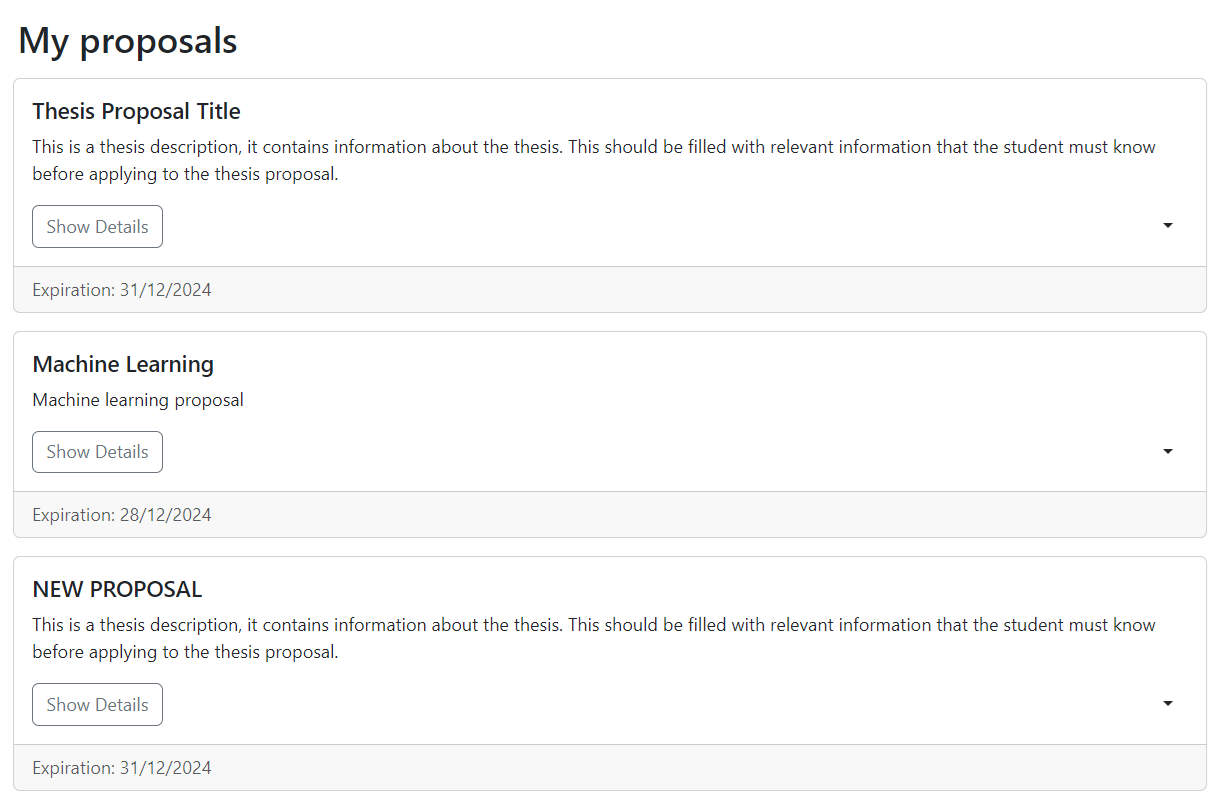 My proposals
Thesis Proposal Title
This is a thesis description, it contains information about the thesis. This should be filled with relevant information that the student must know
before applying to the thesis proposal.
Show Details
Expiration: 31/12/2024
Machine Learning
Machine learning proposal
Show Details
Expiration: 28/12/2024
NEW PROPOSAL
This is a thesis description, it contains information about the thesis. This should be filled with relevant information that the student must know
before applying to the thesis proposal.
Show Details
Expiration: 31/12/2024